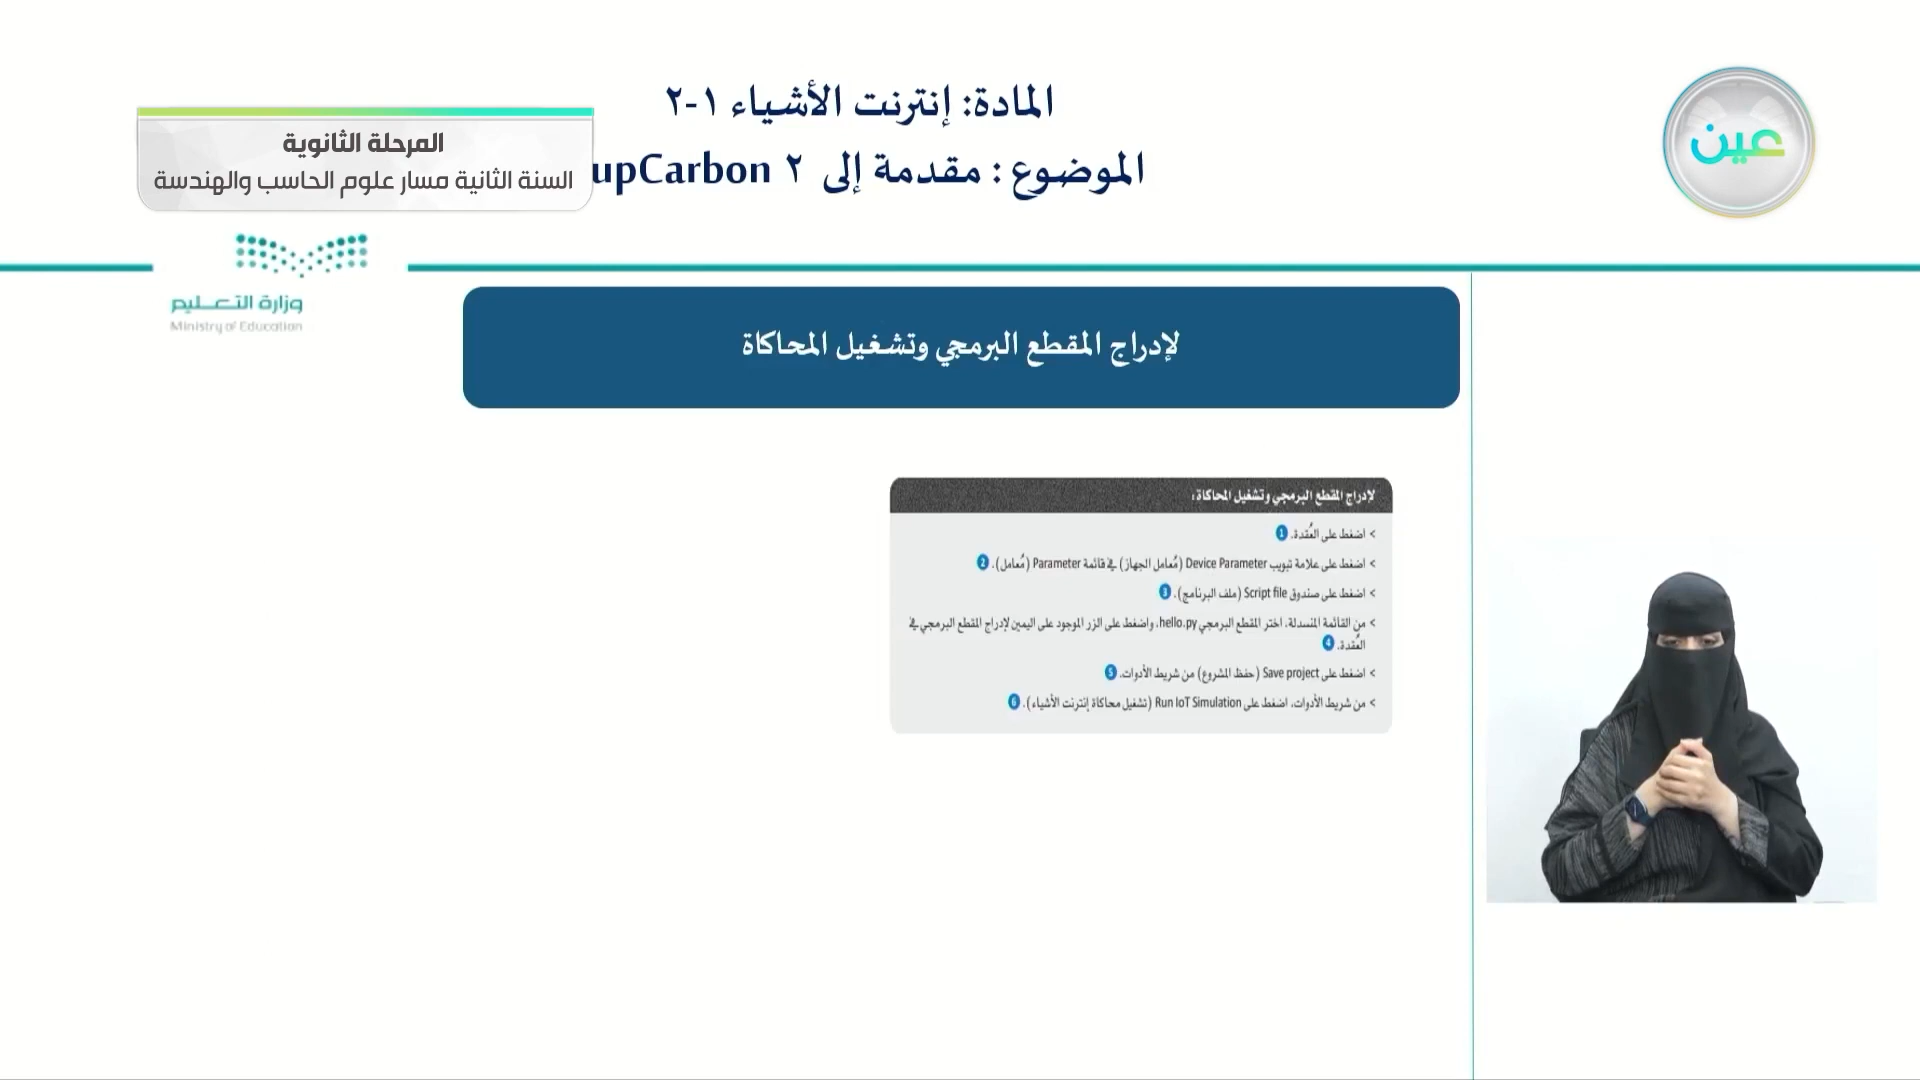 المادة: إنترنت الأشياء ١-٢
الموضوع : مقدمة إلى upCarbon ٢
المرحلة الثانوية
السنة الثانية مسار علوم الحاسب والهندسة
عين
وزارة التعـــليم
Ministry of Education
لإدراج المقطع البرمجي وتشغيل المحاكاة
لإدراج المقطع البرمجي وتشغيل المحاكاة:
> اضغط على العُقدة. 1
> اضغط على علامة تبويب Device Parameter (مُعامل الجهاز) في قائمة Parameter (مُعامل). 2
> اضغط على صندوق Script file (ملف البرنامج). 3
> من القائمة المنسدلة، اختر المقطع البرمجي hello.py، واضغط على الزر الموجود على اليمين لإدراج المقطع البرمجي في
العُقدة. 4
> اضغط على Save project (حفظ المشروع) من شريط الأدوات. 5
> من شريط الأدوات، اضغط على Run IoT Simulation (تشغيل محاكاة إنترنت الأشياء). 6